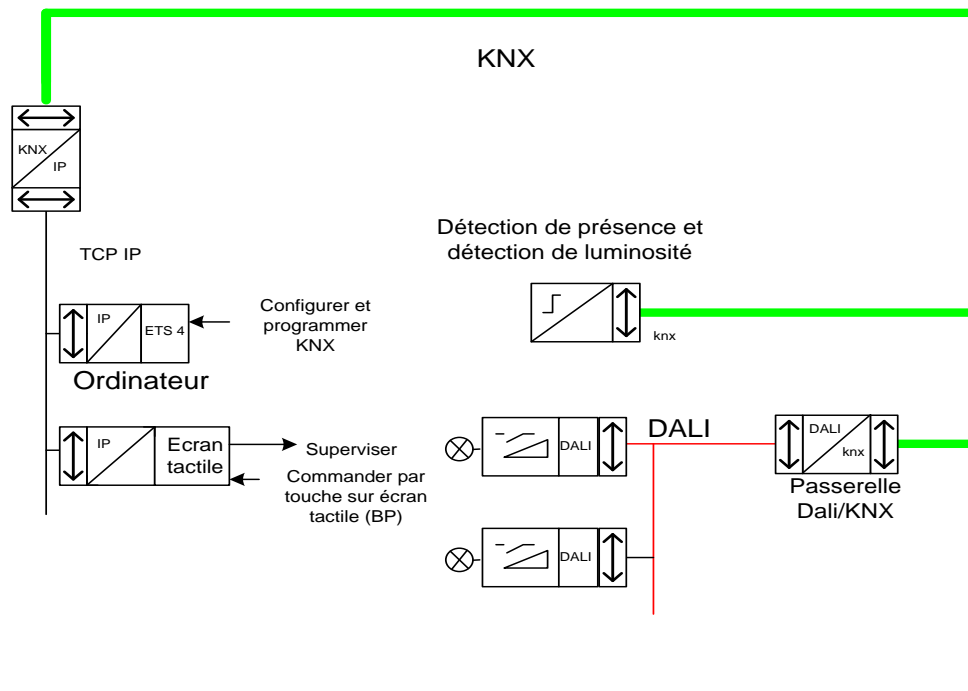 KNX
KNX
IP
TCP IP
Détection de présence et
détection de luminosité
knx
IP
ETS 4
Configurer et
programmer
KNX
Ordinateur
IP
Ecran
tactile
Superviser
Commander par
touche sur écran
tactile (BP)
DALI
DALI
DALI
knx
Passerelle
Dali/KNX
DALI